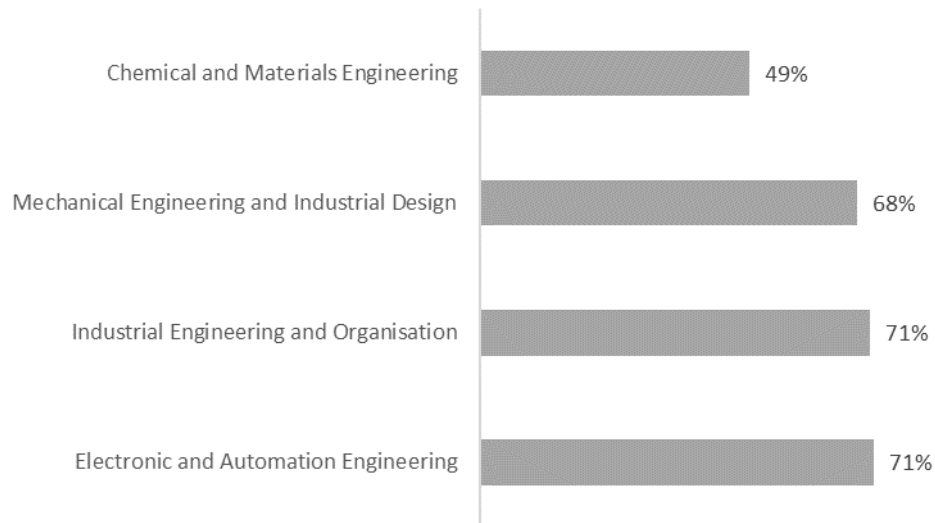 Chemical and Materials Engineering 49%
Mechanical Engineering and Industrial Design 68%
Industrial Engineering and Organisation 71%
Electronic and Automation Engineering 71%